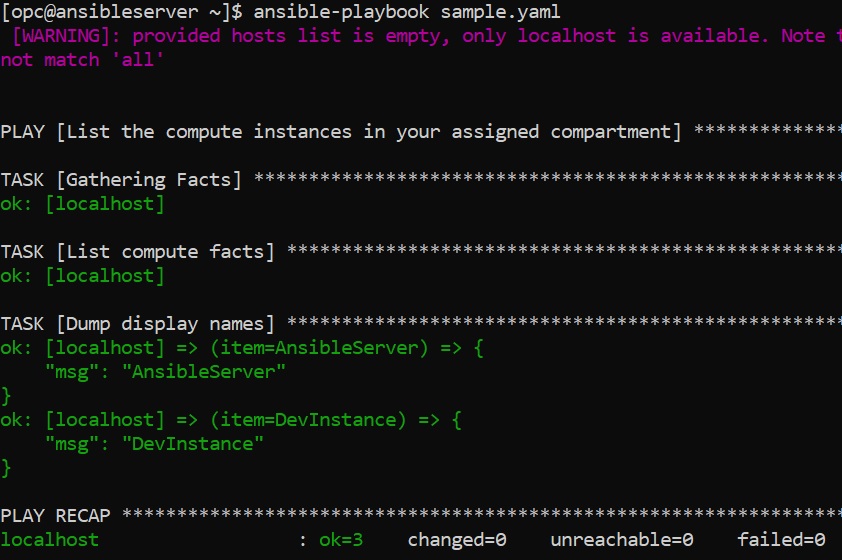 [opc@ansibleserver ~]$ ansible-playbook sample.yaml
 [WARNING]: provided hosts list is empty, only localhost is available. Note t
not match 'all'
PLAY [List the compute instances in your assigned compartment] **************
TASK [Gathering Facts] ******************************************************
ok: [localhost]
TASK [List compute facts] ***************************************************
ok: [localhost]
TASK [Dump display names] ***************************************************
ok: [localhost] => (item=AnsibleServer) => {
    "msg": "AnsibleServer"
}
ok: [localhost] => (item=DevInstance) => {
    "msg": "DevInstance"
}
PLAY RECAP ******************************************************************
localhost                  : ok=3    changed=0    unreachable=0    failed=0